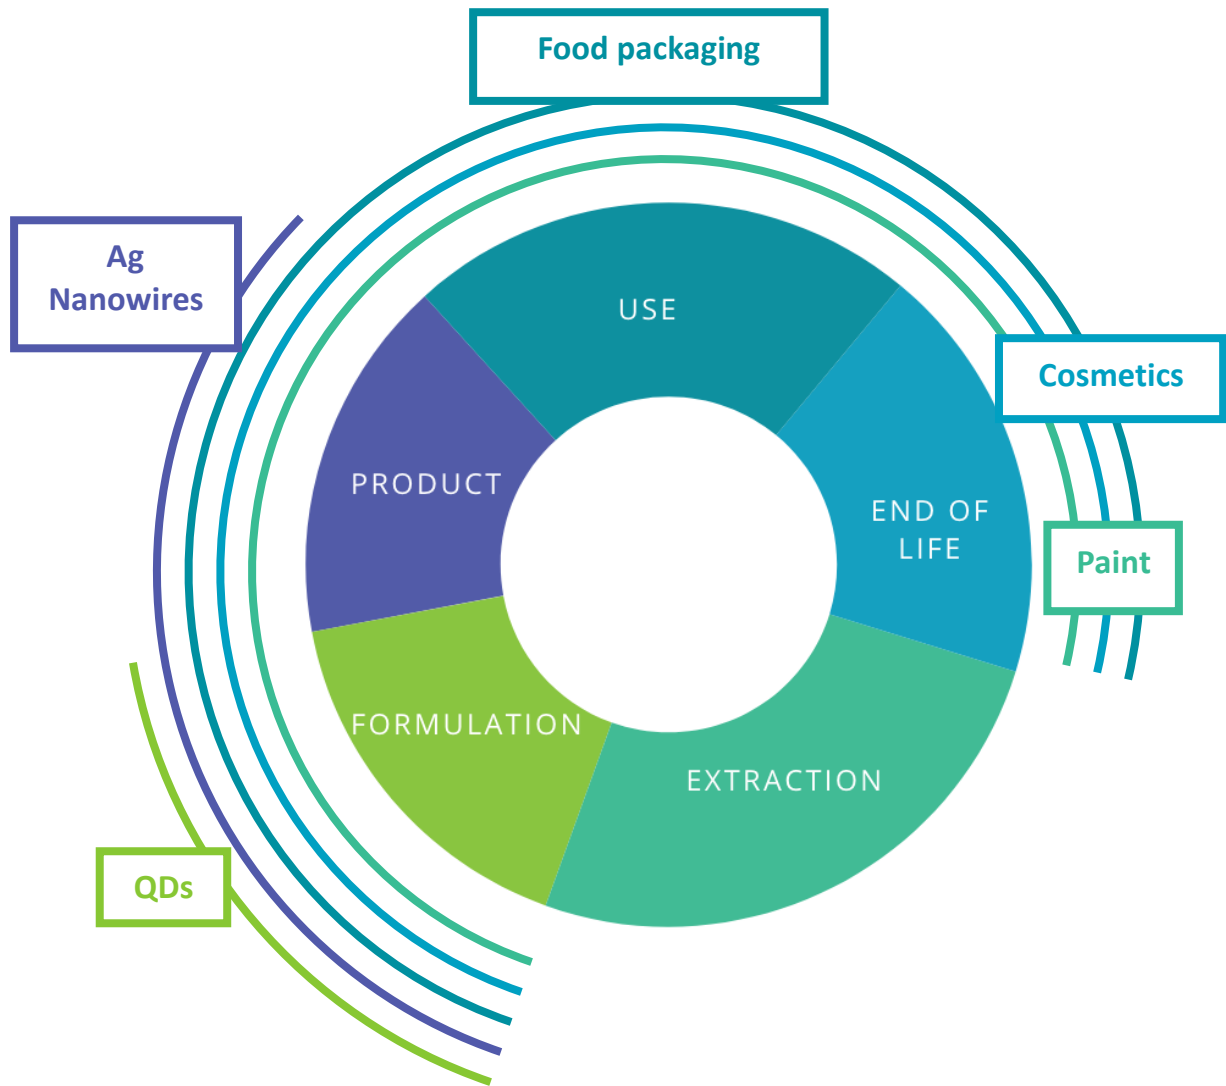 Food packaging
Ag
Nanowires
USE
Cosmetics
PRODUCT
END OF
LIFE
Paint
FORMULATION
EXTRACTION
QDs